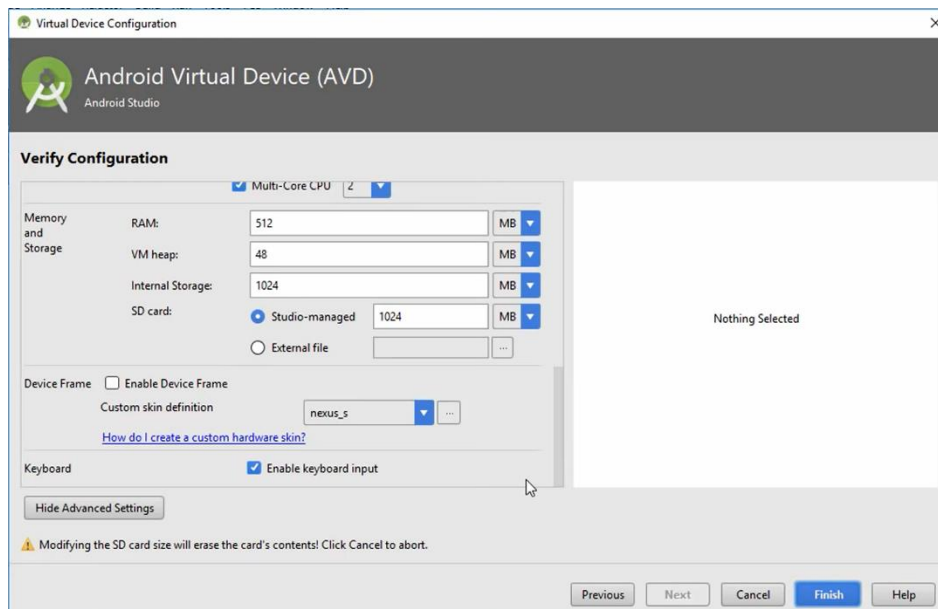 Virtual Device Configuration
Android Virtual Device (AVD)
Android Studio
Verify Configuration
Multi-Core CPU 2
Memory and Storage
RAM: 512 MB
VM heap: 48 MB
Internal Storage: 1024 MB
SD card: Studio-managed 1024 MB
External file ...
Nothing Selected
Device Frame Enable Device Frame
Custom skin definition nexus_s ...
How do I create a custom hardware skin?
Keyboard Enable keyboard input
Hide Advanced Settings
Modifying the SD card size will erase the card's contents! Click Cancel to abort.
Previous Next Cancel Finish Help